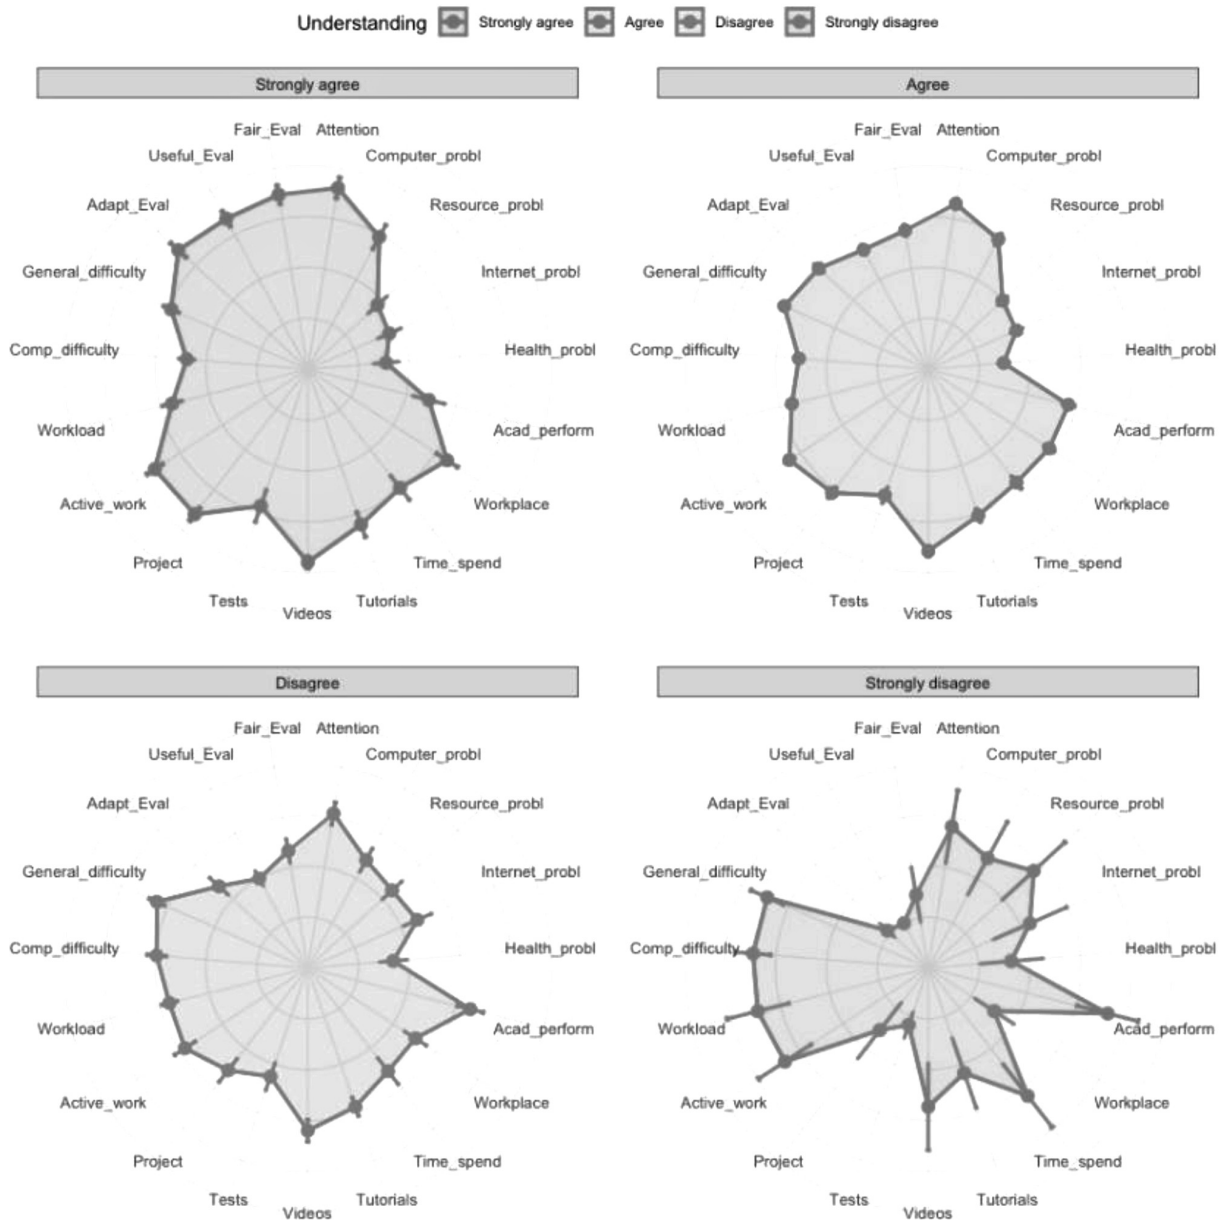 Understanding Strongly agree Agree Disagree Strongly disagree
Strongly agree
Fair_Eval Attention
Useful_Eval Computer_probl
Adapt_Eval Resource_probl
General_difficulty Internet_probl
Comp_difficulty Health_probl
Workload Acad_perform
Active_work Workplace
Project Time_spend
Tests Tutorials
Videos
Agree
Fair_Eval Attention
Useful_Eval Computer_probl
Adapt_Eval Resource_probl
General_difficulty Internet_probl
Comp_difficulty Health_probl
Workload Acad_perform
Active_work Workplace
Project Time_spend
Tests Tutorials
Videos
Disagree
Fair_Eval Attention
Useful_Eval Computer_probl
Adapt_Eval Resource_probl
General_difficulty Internet_probl
Comp_difficulty Health_probl
Workload Acad_perform
Active_work Workplace
Project Time_spend
Tests Tutorials
Videos
Strongly disagree
Fair_Eval Attention
Useful_Eval Computer_probl
Adapt_Eval Resource_probl
General_difficulty Internet_probl
Comp_difficulty Health_probl
Workload Acad_perform
Active_work Workplace
Project Time_spend
Tests Tutorials
Videos